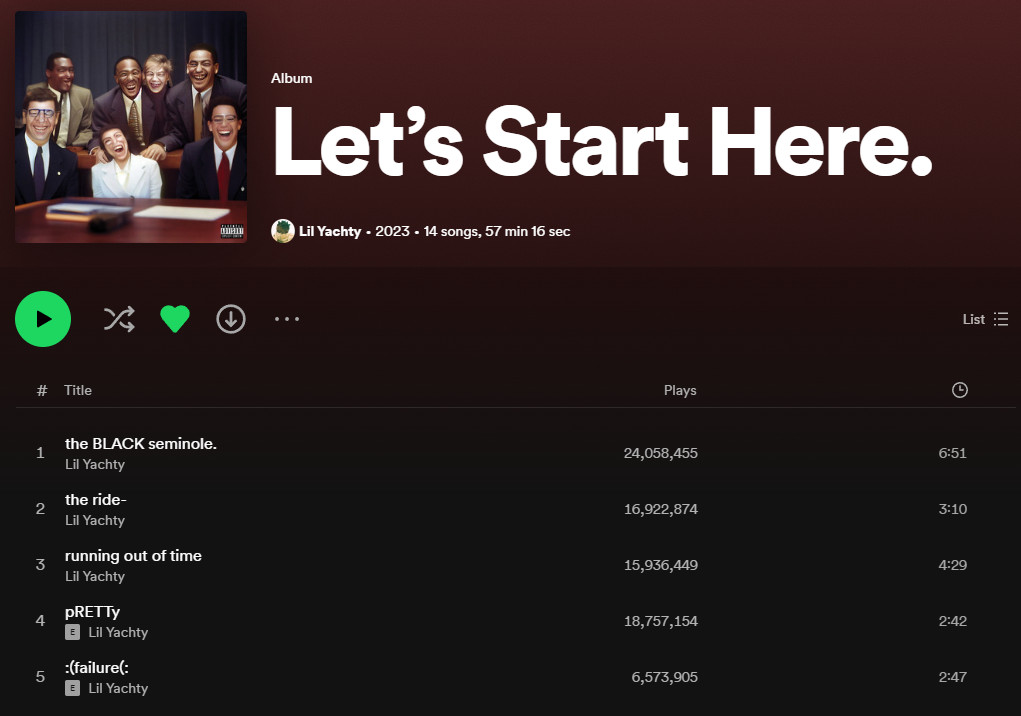 Album
Let's Start Here.
Lil Yachty • 2023 • 14 songs, 57 min 16 sec
List
# Title Plays
1 the BLACK seminole. 24,058,455 6:51
Lil Yachty
2 the ride- 16,922,874 3:10
Lil Yachty
3 running out of time 15,936,449 4:29
Lil Yachty
4 pRETTy 18,757,154 2:42
E Lil Yachty
5 :(failure(: 6,573,905 2:47
E Lil Yachty